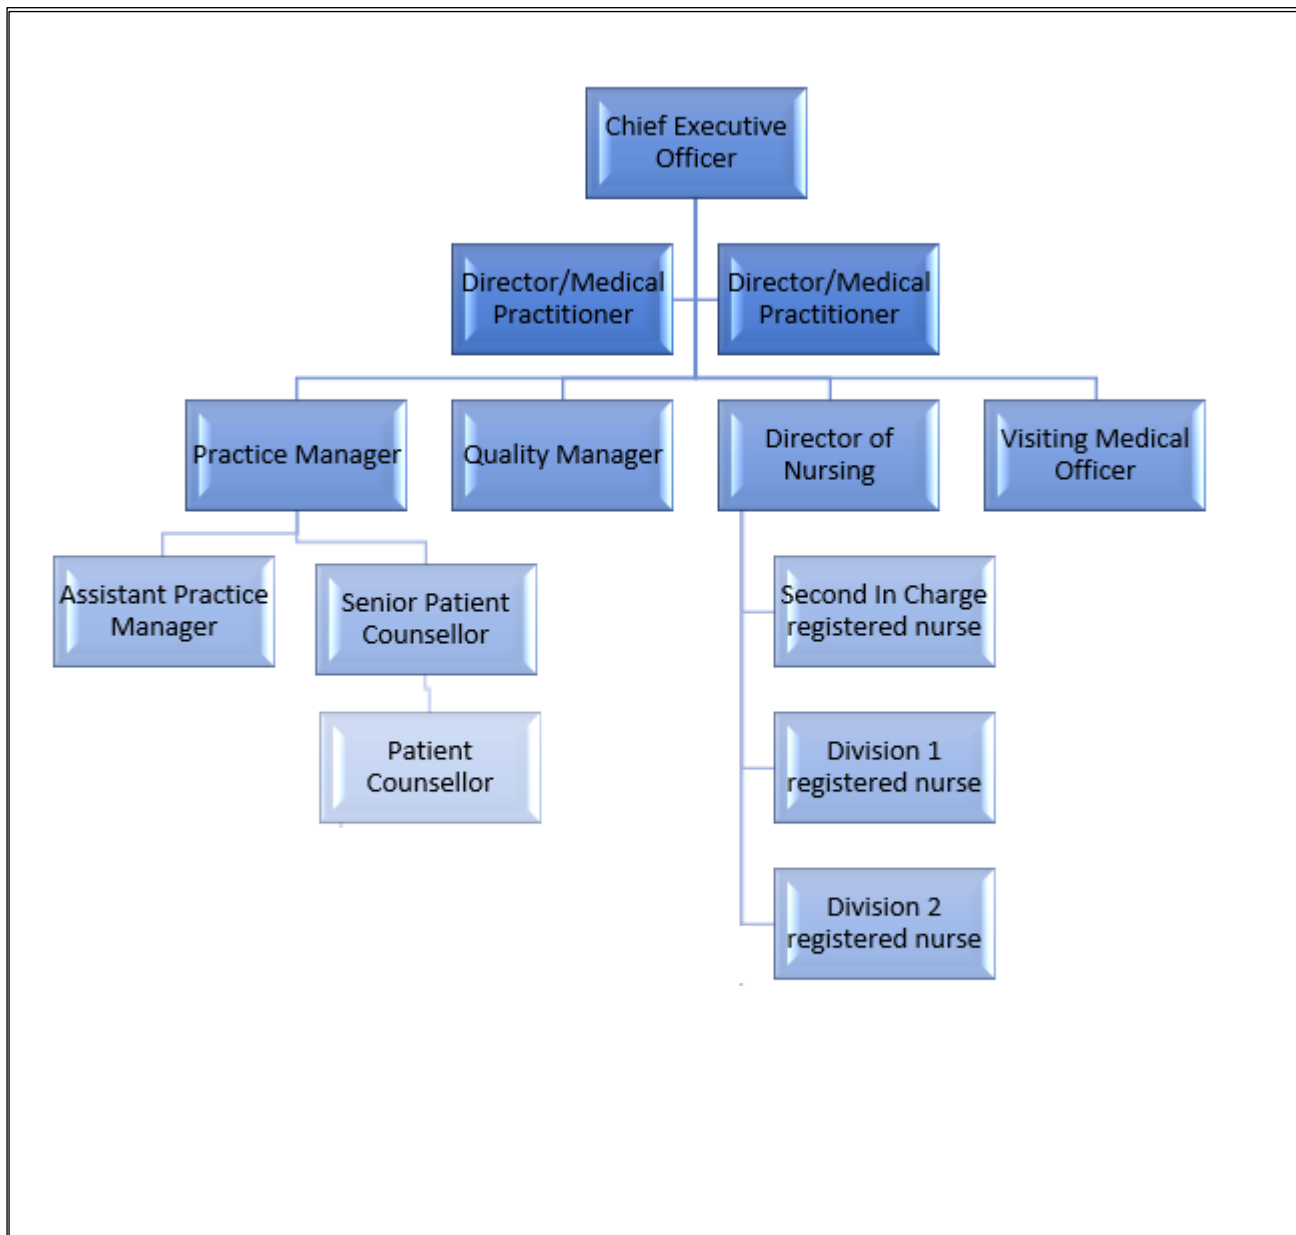 Chief Executive
Officer
Director/Medical
Practitioner
Director/Medical
Practitioner
Practice Manager
Quality Manager
Director of
Nursing
Visiting Medical
Officer
Assistant Practice
Manager
Senior Patient
Counsellor
Second In Charge
registered nurse
Patient
Counsellor
Division 1
registered nurse
Division 2
registered nurse